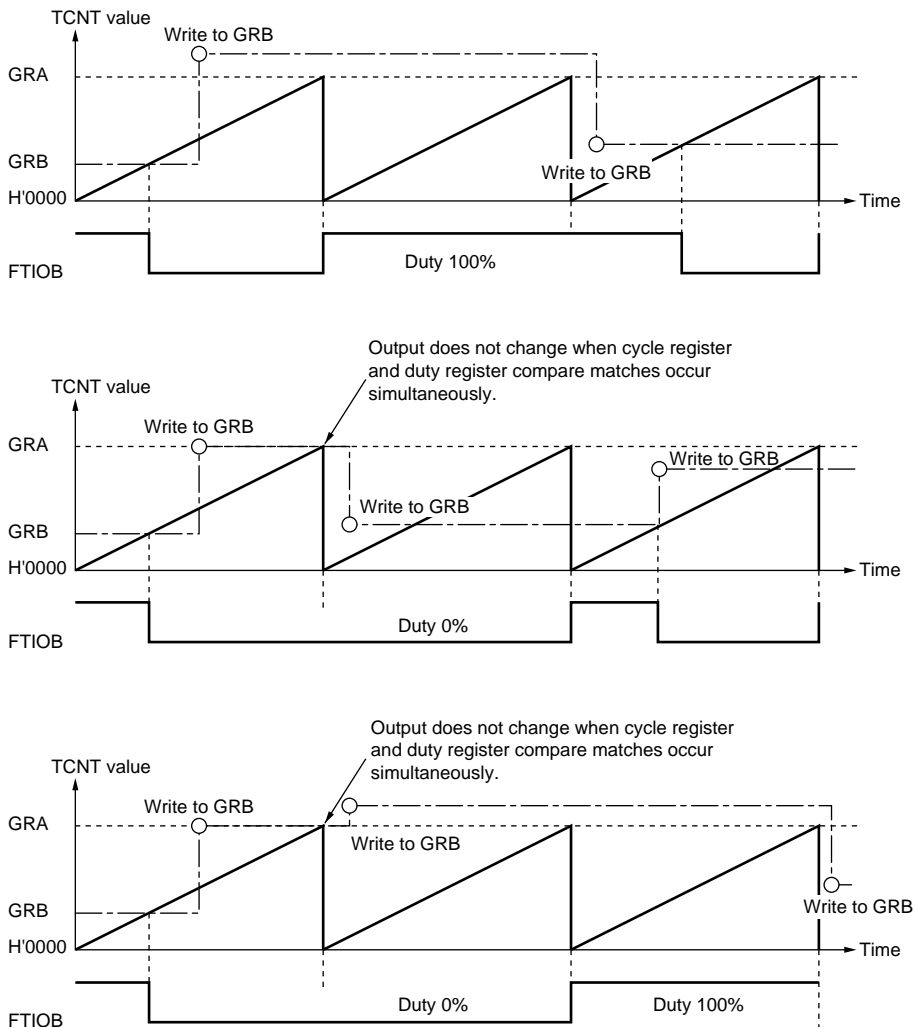 TCNT value
Write to GRB
GRA
GRB
Write to GRB
H'0000
Time
Duty 100%
FTIOB
Output does not change when cycle register
and duty register compare matches occur
simultaneously.
TCNT value
Write to GRB
GRA
Write to GRB
Write to GRB
GRB
H'0000
Time
Duty 0%
FTIOB
Output does not change when cycle register
and duty register compare matches occur
simultaneously.
TCNT value
Write to GRB
GRA
Write to GRB
GRB
Write to GRB
H'0000
Time
Duty 0%
Duty 100%
FTIOB